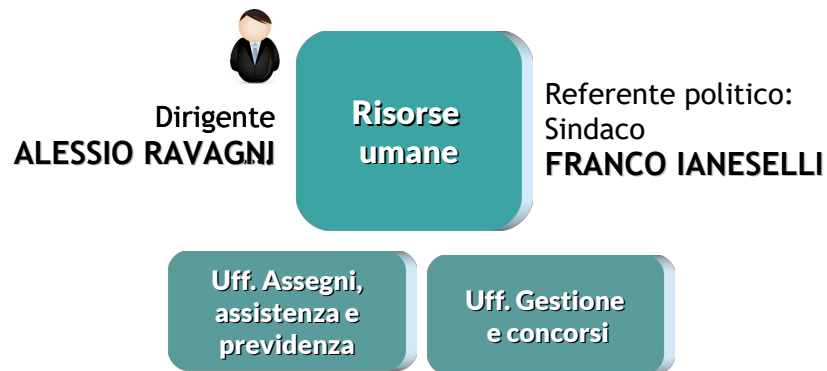 Dirigente
ALESSIO RAVAGNI
Risorse
umane
Referente politico:
Sindaco
FRANCO IANESELLI
Uff. Assegni,
assistenza e
previdenza
Uff. Gestione
e concorsi